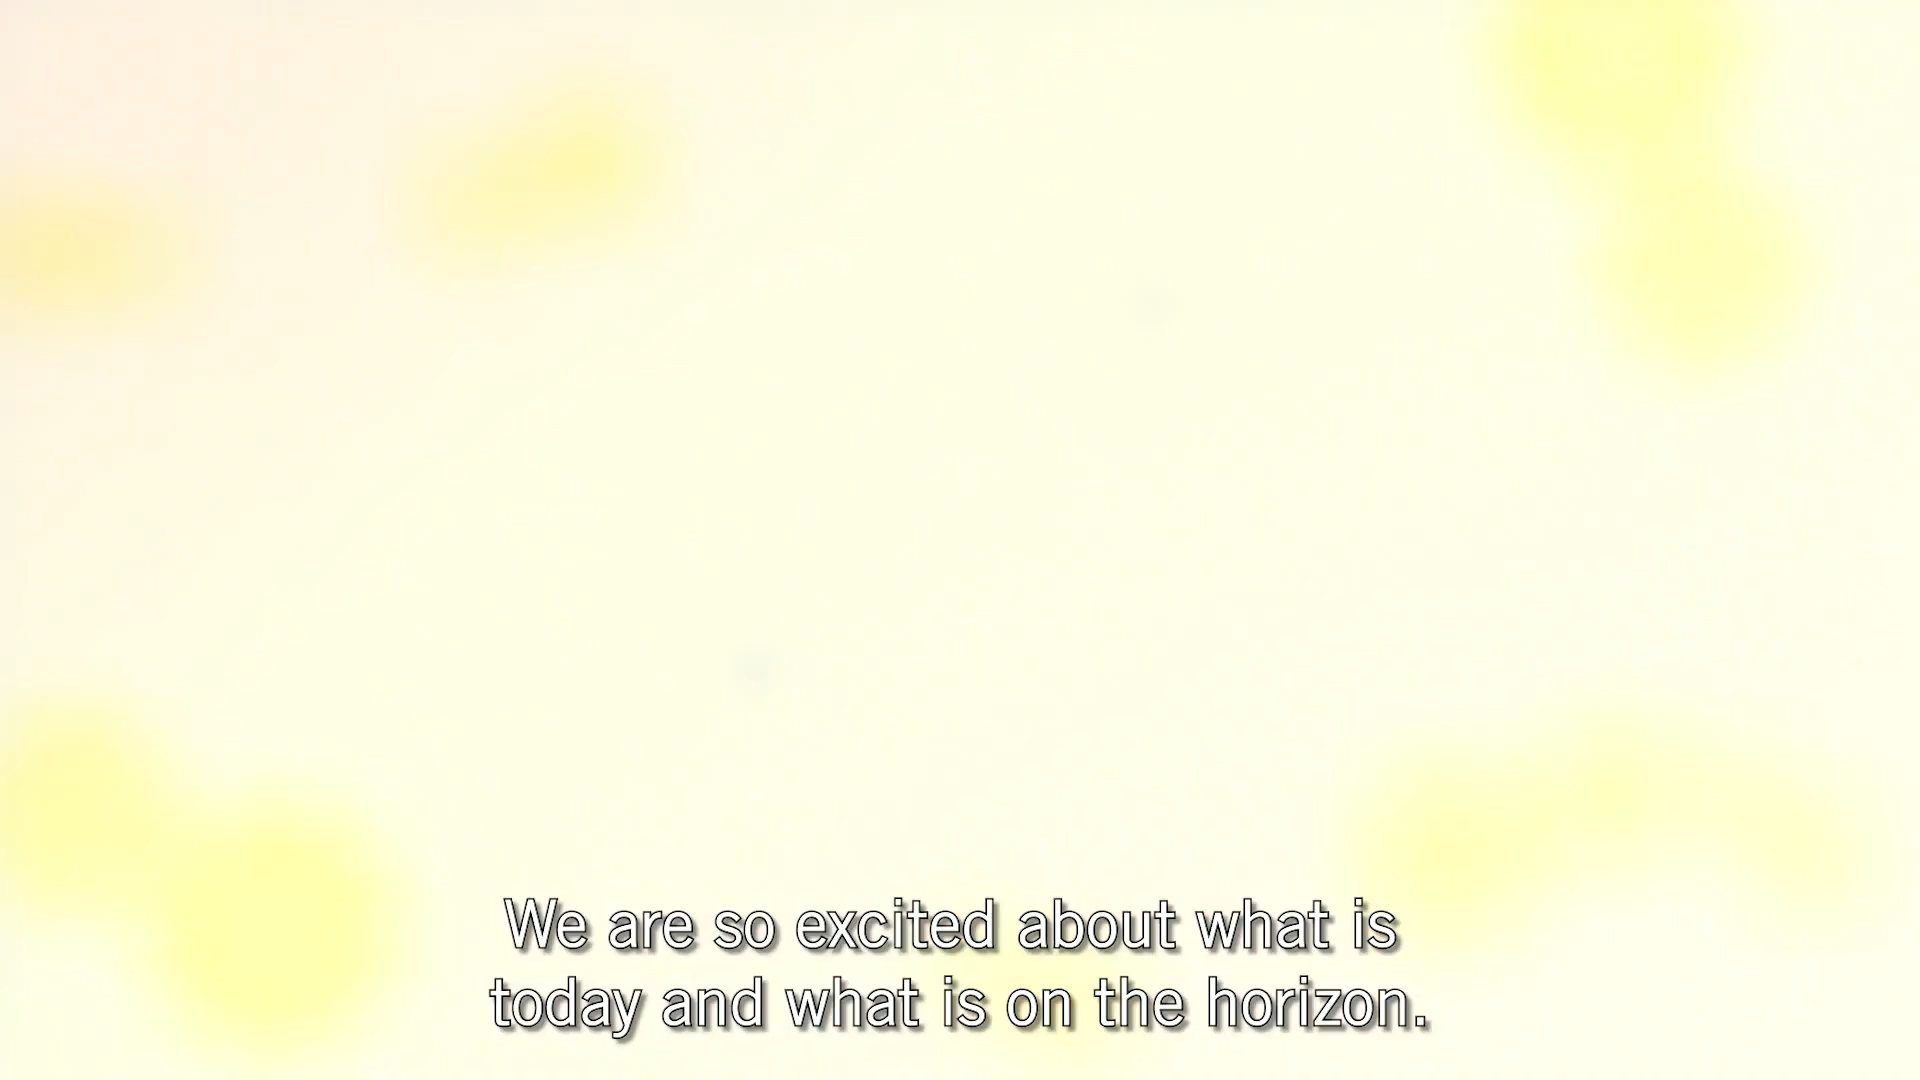 We are so excited about what is
today and what is on the horizon.